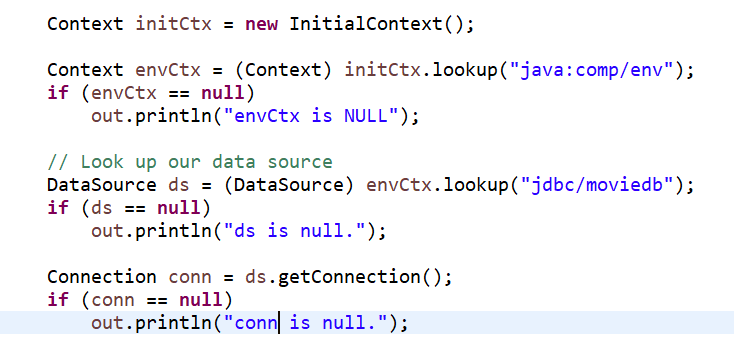 Context initCtx = new InitialContext();
Context envCtx = (Context) initCtx.lookup("java:comp/env");
if (envCtx == null)
out.println("envCtx is NULL");
// Look up our data source
DataSource ds = (DataSource) envCtx.lookup("jdbc/moviedb");
if (ds == null)
out.println("ds is null.");
Connection conn = ds.getConnection();
if (conn == null)
out.println("conn is null.");